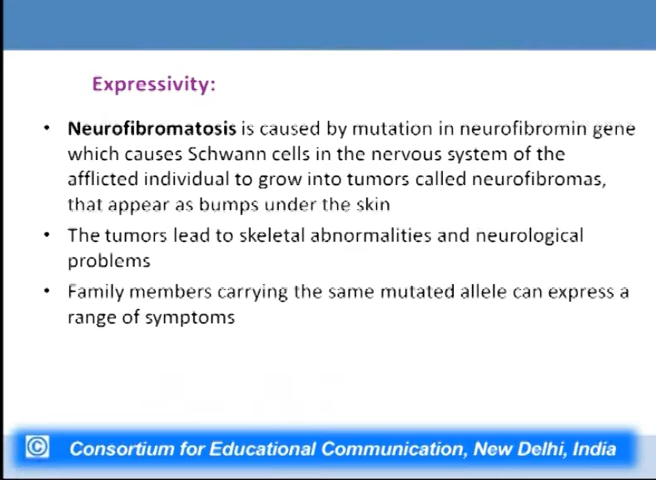 Expressivity:
• Neurofibromatosis is caused by mutation in neurofibromin gene
which causes Schwann cells in the nervous system of the
afflicted individual to grow into tumors called neurofibromas,
that appear as bumps under the skin
• The tumors lead to skeletal abnormalities and neurological
problems
• Family members carrying the same mutated allele can express a
range of symptoms
© Consortium for Educational Communication, New Delhi, India